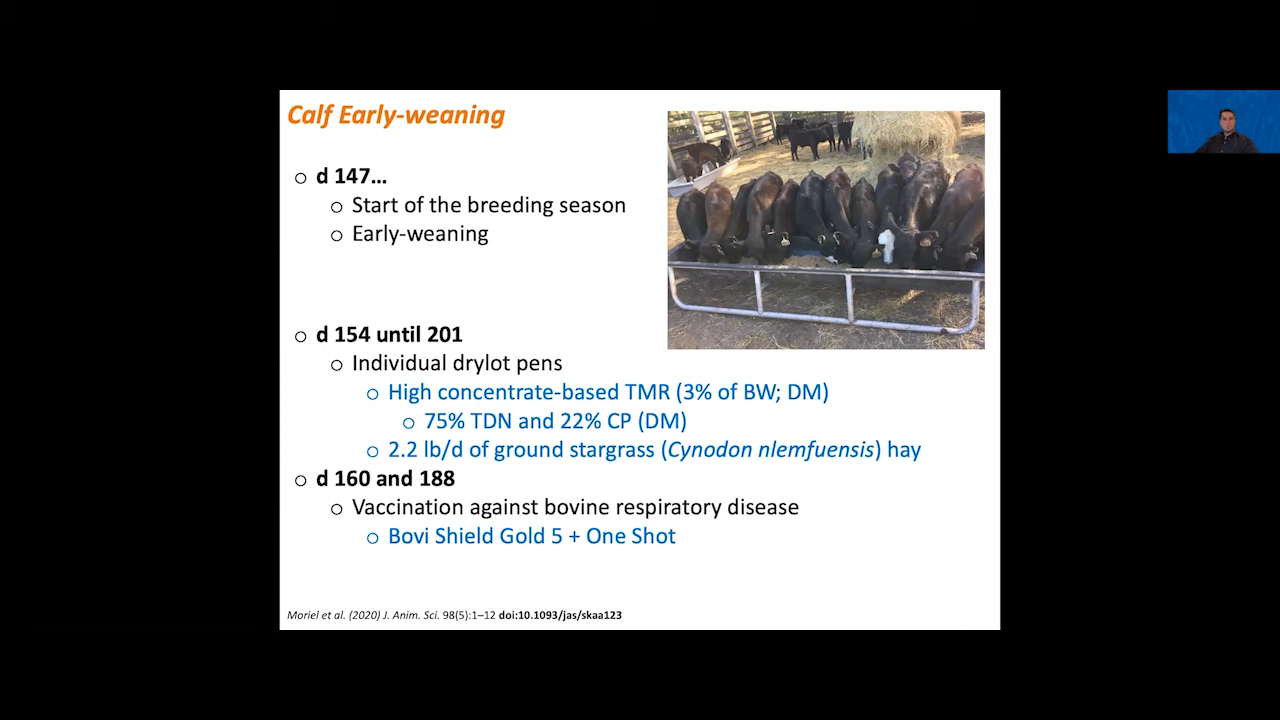 Calf Early-weaning
d 147...
Start of the breeding season
Early-weaning
d 154 until 201
Individual drylot pens
High concentrate-based TMR (3% of BW; DM)
75% TDN and 22% CP (DM)
2.2 lb/d of ground stargrass (Cynodon nlemfuensis) hay
d 160 and 188
Vaccination against bovine respiratory disease
Bovi Shield Gold 5 + One Shot
Moriel et al. (2020) J. Anim. Sci. 98(5):1–12 doi:10.1093/jas/skaa123